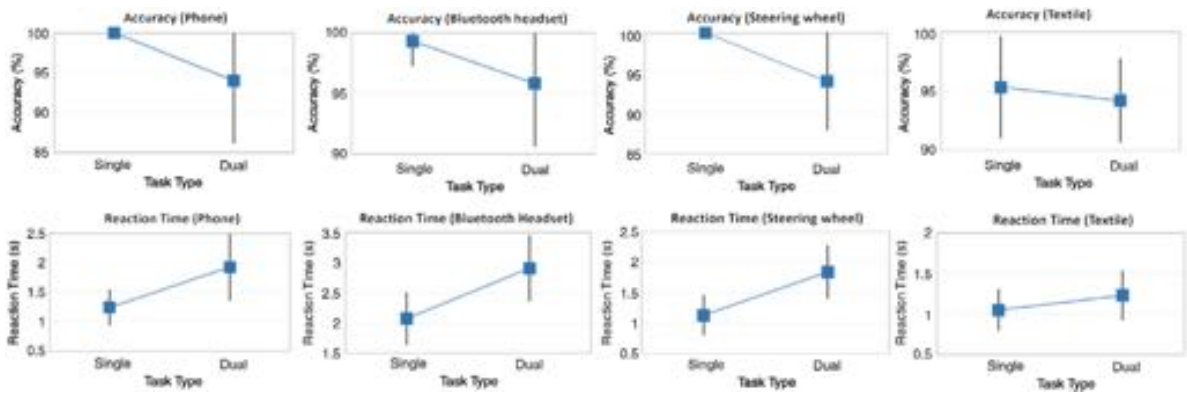 Accuracy (Phone)
100
95
90
85
Accuracy (%)
Single
Dual
Task Type
Accuracy (Bluetooth headset)
100
95
90
Accuracy (%)
Single
Dual
Task Type
Accuracy (Steering wheel)
100
95
90
85
Accuracy (%)
Single
Dual
Task Type
Accuracy (Textile)
100
95
90
Accuracy (%)
Single
Dual
Task Type
Reaction Time (Phone)
2.5
2
1.5
1
0.5
Reaction Time (s)
Single
Dual
Task Type
Reaction Time (Bluetooth Headset)
3.5
3
2.5
2
1.5
Reaction Time (s)
Single
Dual
Task Type
Reaction Time (Steering wheel)
2.5
2
1.5
1
0.5
Reaction Time (s)
Single
Dual
Task Type
Reaction Time (Textile)
2
1.5
1
0.5
Reaction Time (s)
Single
Dual
Task Type